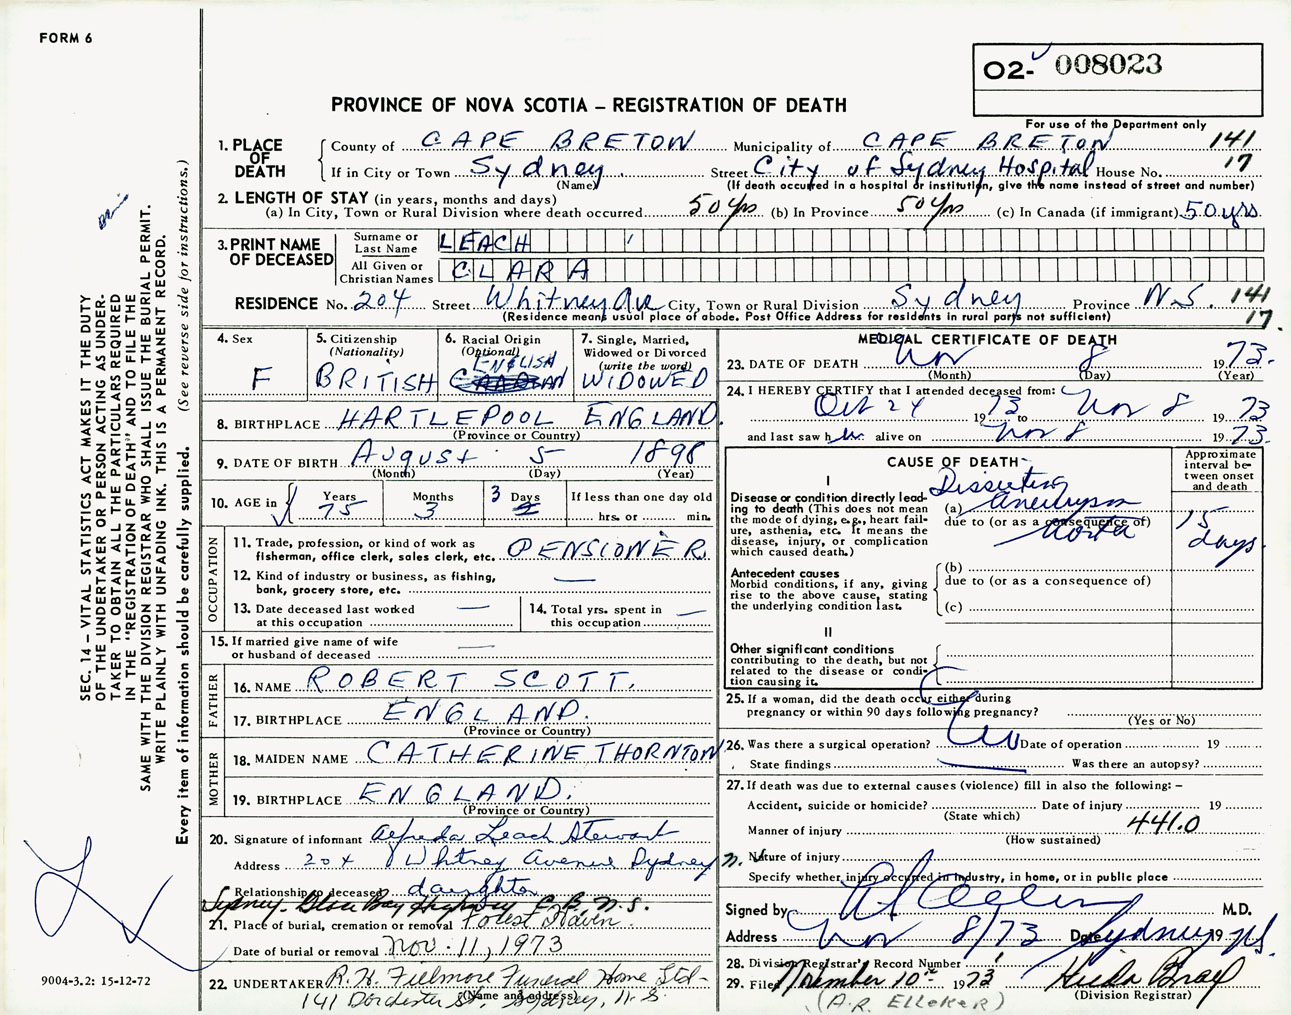 FORM 6
O2- 008023
PROVINCE OF NOVA SCOTIA – REGISTRATION OF DEATH
For use of the Department only
1. PLACE OF DEATH
County of CAPE BRETON Municipality of CAPE BRETON 141
If in City or Town Sydney Street City of Sydney Hospital House No. 17
(Name) (If death occurred in a hospital or institution, give the name instead of street and number)
2. LENGTH OF STAY (in years, months and days)
(a) In City, Town or Rural Division where death occurred 50 yrs (b) In Province 50 yrs (c) In Canada (if immigrant) 50 yrs.
3. PRINT NAME OF DECEASED
Surname or Last Name LEACH
All Given or Christian Names CLARA
RESIDENCE No. 204 Street Whitney Ave City, Town or Rural Division Sydney Province N.S. 141
(Residence means usual place of abode. Post Office Address for residents in rural parts not sufficient) 17.
4. Sex F
5. Citizenship (Nationality) BRITISH
6. Racial Origin (Optional) ENGLISH
7. Single, Married, Widowed or Divorced (write the word) WIDOWED
8. BIRTHPLACE HARTLEPOOL ENGLAND.
(Province or Country)
9. DATE OF BIRTH August 5 1898
(Month) (Day) (Year)
10. AGE in Years 75 Months 3 Days 3 If less than one day old hrs. or min.
OCCUPATION
11. Trade, profession, or kind of work as fisherman, office clerk, sales clerk, etc. PENSIONER.
12. Kind of industry or business, as fishing, bank, grocery store, etc. —
13. Date deceased last worked at this occupation —
14. Total yrs. spent in this occupation —
15. If married give name of wife or husband of deceased —
FATHER
16. NAME ROBERT SCOTT.
17. BIRTHPLACE ENGLAND.
(Province or Country)
MOTHER
18. MAIDEN NAME CATHERINE THORNTON
19. BIRTHPLACE ENGLAND.
(Province or Country)
20. Signature of informant Alfreda Leach Stewart
Address 204 Whitney Avenue Sydney N.S.
Relationship to deceased daughter
Sydney-Glace Bay Highway C.B. N.S.
21. Place of burial, cremation or removal Forest Haven.
Date of burial or removal Nov. 11, 1973
22. UNDERTAKER R.H. Fillmore Funeral Home Ltd-
141 Dorchester St. Sydney, N.S.
(Name and address)
MEDICAL CERTIFICATE OF DEATH
23. DATE OF DEATH Nov 8 1973.
(Month) (Day) (Year)
24. I HEREBY CERTIFY that I attended deceased from:
Oct 24 1973 to Nov 8 1973
and last saw her alive on Nov 8 1973.
CAUSE OF DEATH
Approximate interval between onset and death
I
Disease or condition directly leading to death (This does not mean the mode of dying, e.g., heart failure, asthenia, etc. It means the disease, injury, or complication which caused death.)
(a) Dissecting aneurysm
due to (or as a consequence of)
Aorta
15 days.
Antecedent causes
Morbid conditions, if any, giving rise to the above cause, stating the underlying condition last.
(b)
due to (or as a consequence of)
(c)
II
Other significant conditions
contributing to the death, but not related to the disease or condition causing it.
25. If a woman, did the death occur either during pregnancy or within 90 days following pregnancy?
(Yes or No)
26. Was there a surgical operation? Date of operation 19
State findings Was there an autopsy?
27. If death was due to external causes (violence) fill in also the following: –
Accident, suicide or homicide? Date of injury 19
(State which)
Manner of injury 441.0
(How sustained)
Nature of injury
Specify whether injury occurred in industry, in home, or in public place
Signed by M.D.
Address Nov 8/73 Date Sydney 19 N.S.
28. Division Registrar's Record Number
29. Filed November 10th 1973 Hilda Bray
(A.R. Elleker) (Division Registrar)
SEC. 14 – VITAL STATISTICS ACT MAKES IT THE DUTY
OF THE UNDERTAKER OR PERSON ACTING AS UNDER-
TAKER TO OBTAIN ALL THE PARTICULARS REQUIRED
IN THE "REGISTRATION OF DEATH" AND TO FILE THE
SAME WITH THE DIVISION REGISTRAR WHO SHALL ISSUE THE BURIAL PERMIT.
WRITE PLAINLY WITH UNFADING INK. THIS IS A PERMANENT RECORD.
Every item of information should be carefully supplied. (See reverse side for instructions.)
9004-3.2: 15-12-72